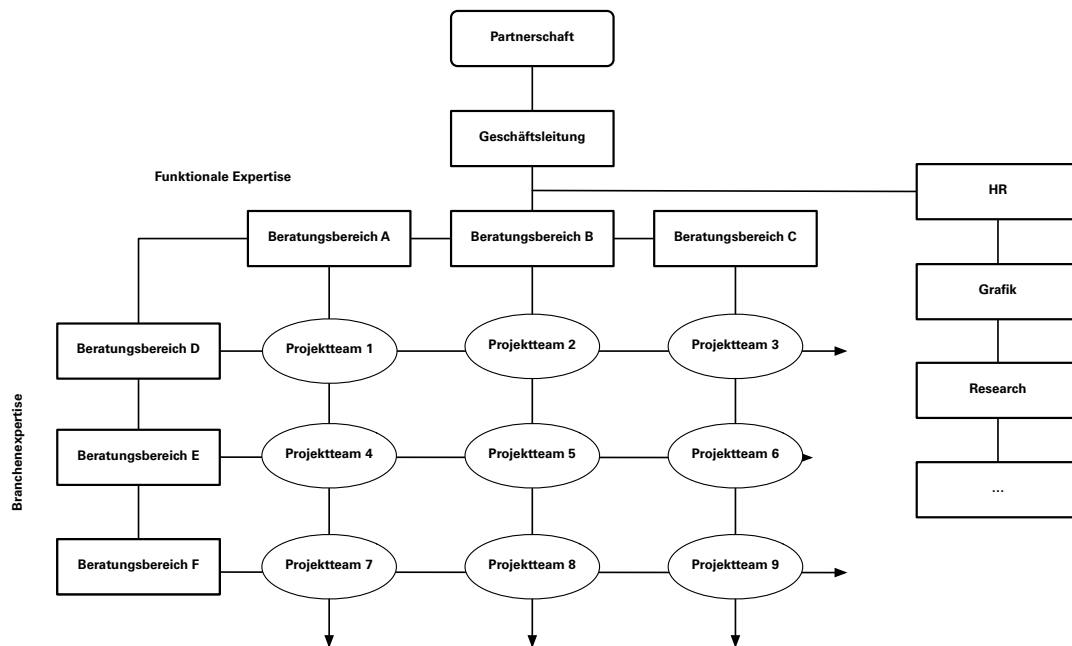 Partnerschaft
Geschäftsleitung
Funktionale Expertise
HR
Beratungsbereich A
Beratungsbereich B
Beratungsbereich C
Grafik
Beratungsbereich D
Projektteam 1
Projektteam 2
Projektteam 3
Research
Branchenexpertise
Beratungsbereich E
Projektteam 4
Projektteam 5
Projektteam 6
...
Beratungsbereich F
Projektteam 7
Projektteam 8
Projektteam 9